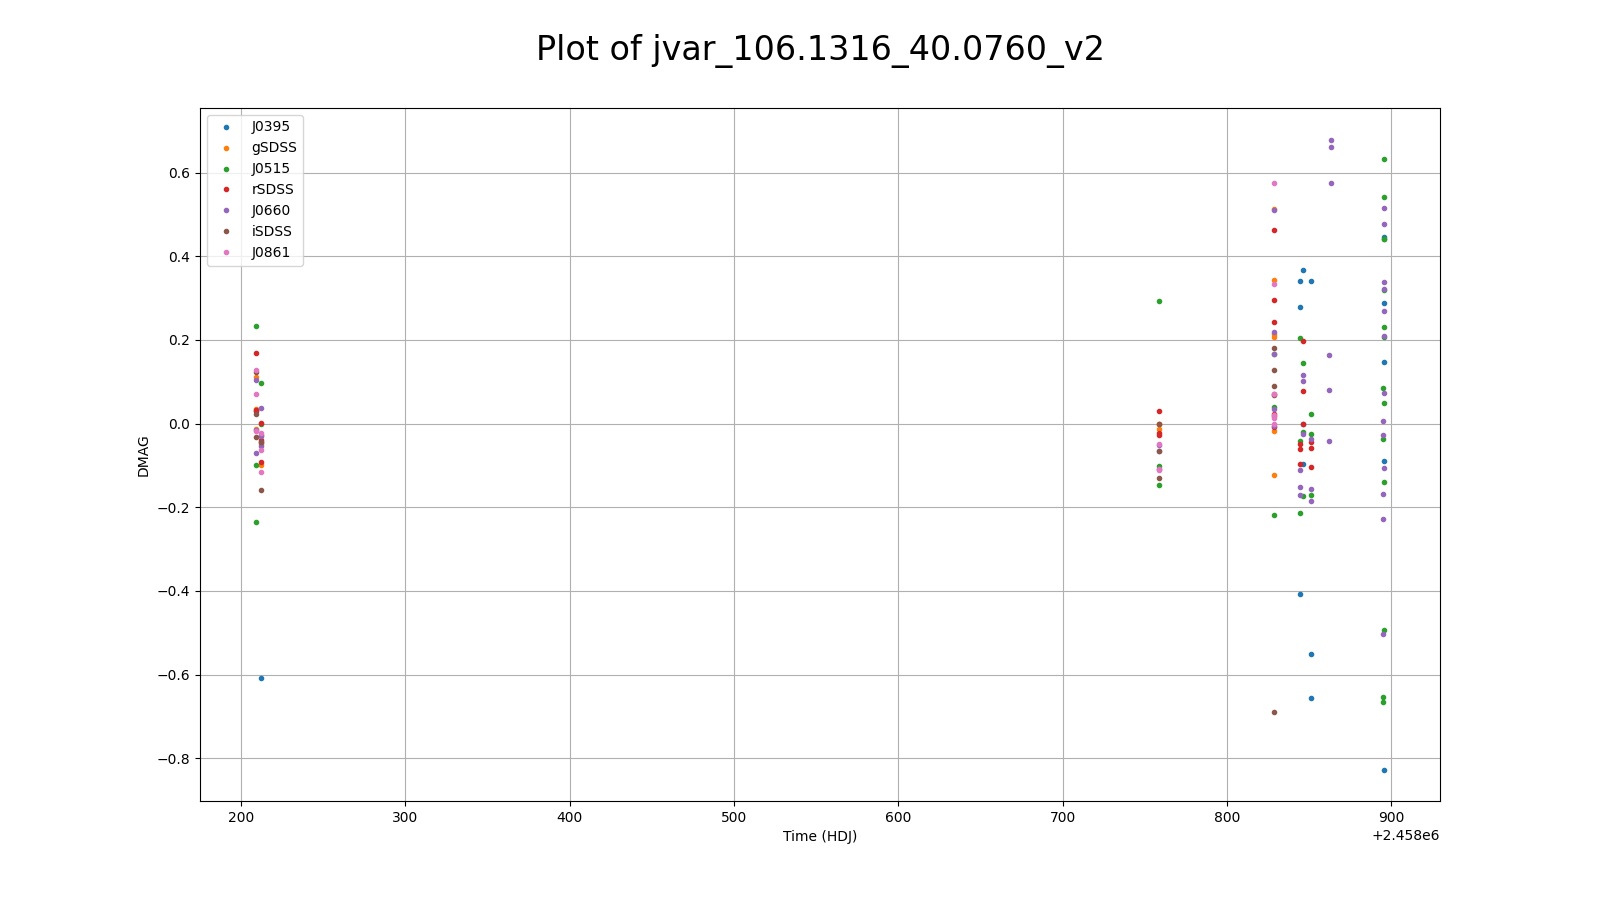 Plot of jvar_106.1316_40.0760_v2
J0395
gSDSS
J0515
rSDSS
J0660
iSDSS
J0861
0.6
0.4
0.2
0.0
−0.2
−0.4
−0.6
−0.8
DMAG
200 300 400 500 600 700 800 900
Time (HDJ)
+2.458e6